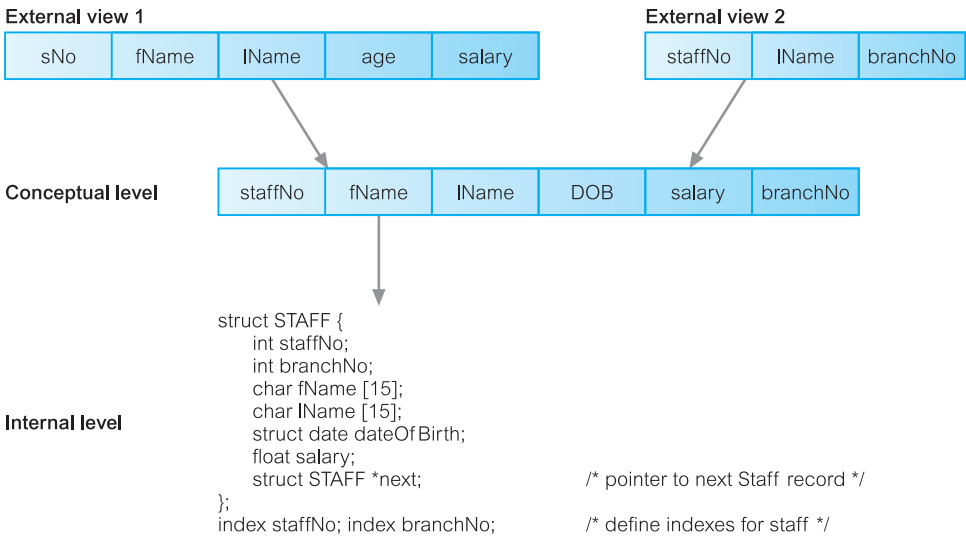 External view 1
External view 2
sNo fName lName age salary
staffNo lName branchNo
Conceptual level
staffNo fName lName DOB salary branchNo
Internal level
struct STAFF {
int staffNo;
int branchNo;
char fName [15];
char lName [15];
struct date dateOfBirth;
float salary;
struct STAFF *next; /* pointer to next Staff record */
};
index staffNo; index branchNo; /* define indexes for staff */